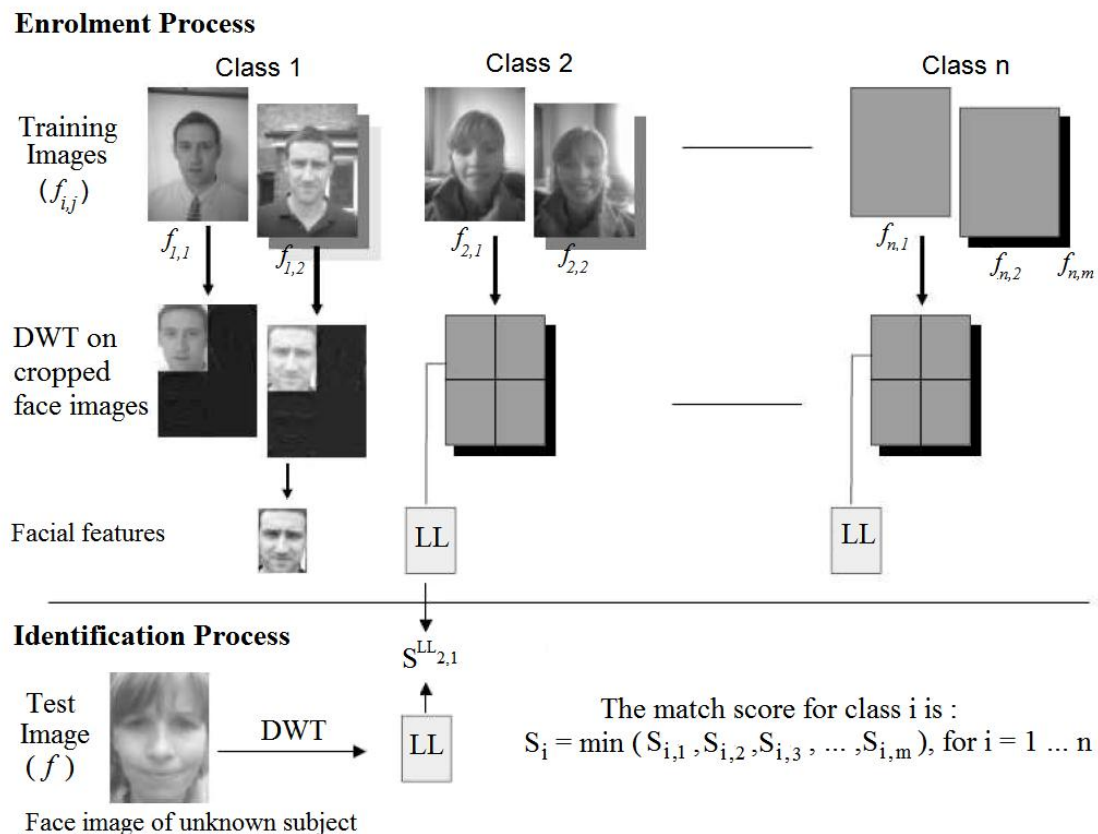 Enrolment Process
Class 1
Class 2
Class n
Training
Images
(f_{i,j})
f_{1,1}
f_{1,2}
f_{2,1}
f_{2,2}
f_{n,1}
f_{n,2}
f_{n,m}
DWT on
cropped
face images
Facial features
LL
LL
Identification Process
S^{LL}_{2,1}
Test
Image
(f)
DWT
LL
The match score for class i is :
S_i = min ( S_{i,1} , S_{i,2} , S_{i,3} , ... , S_{i,m} ), for i = 1 ... n
Face image of unknown subject